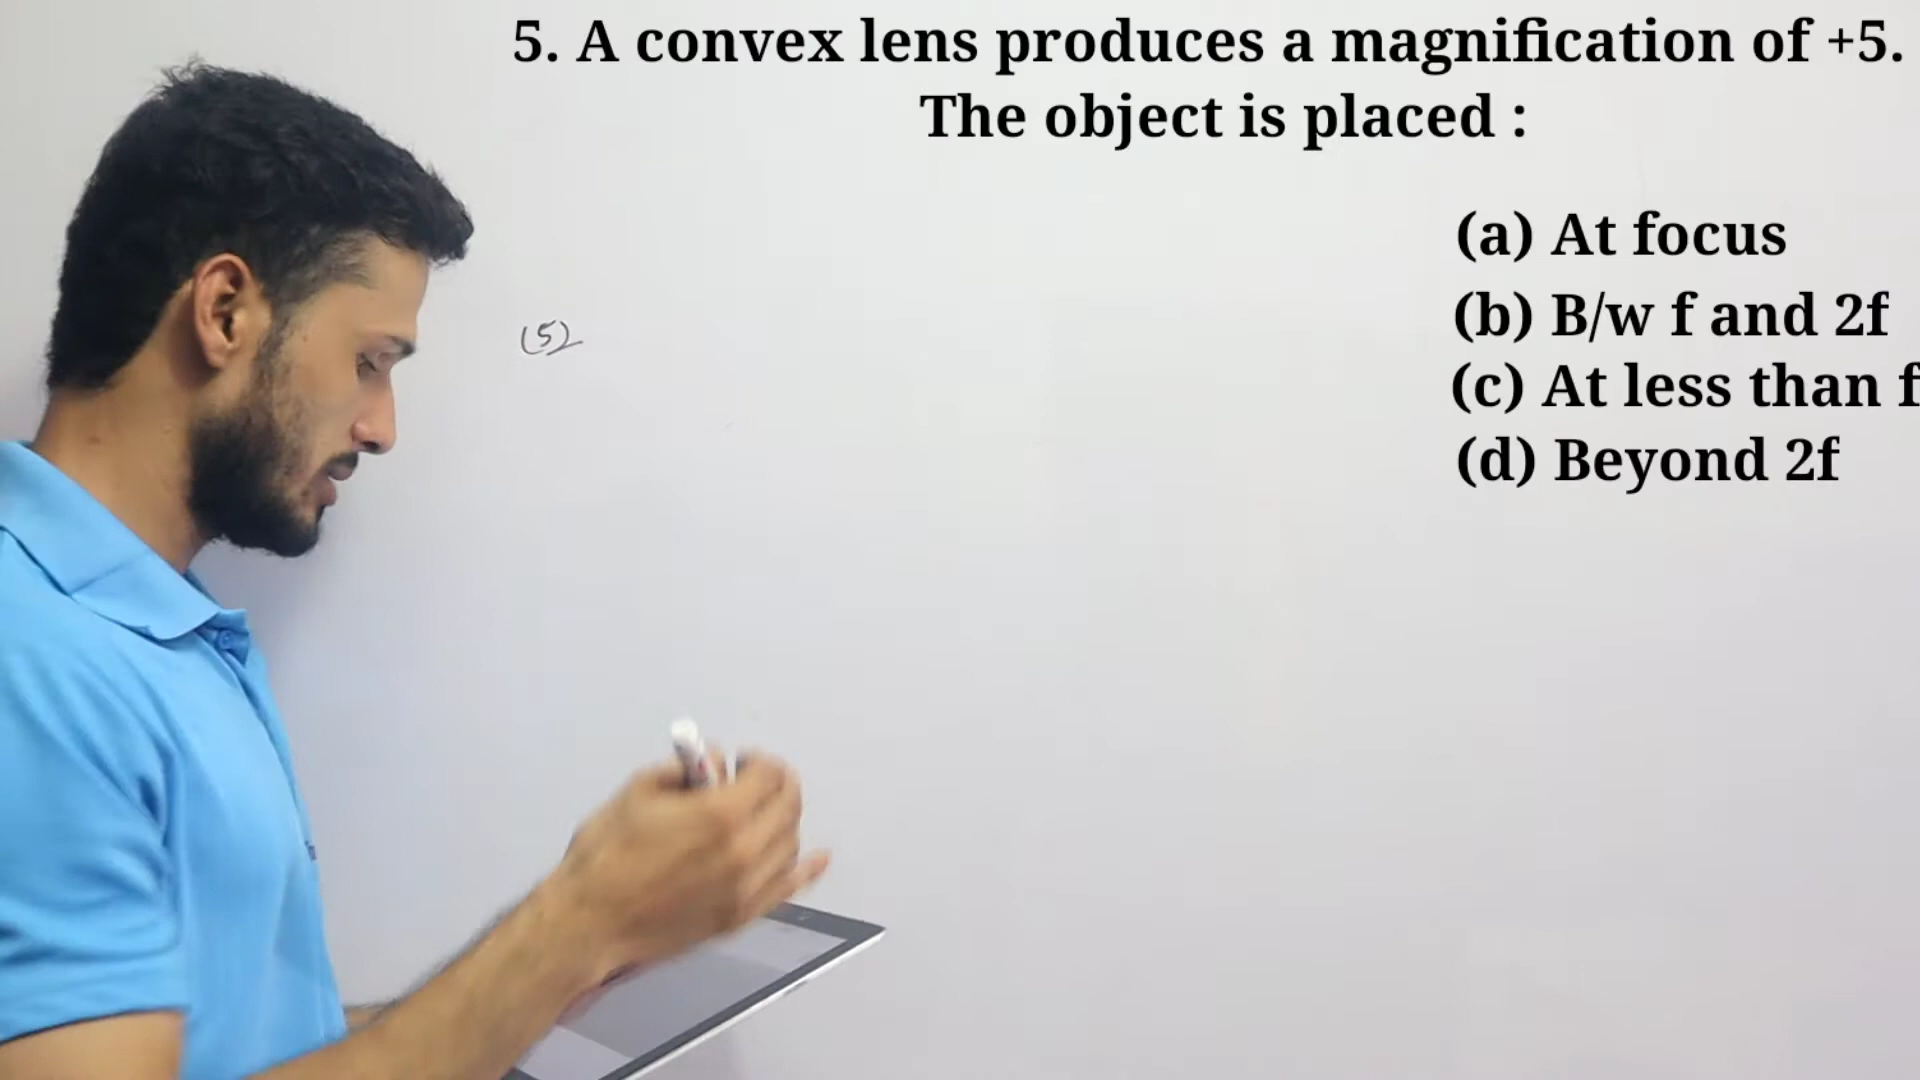 5. A convex lens produces a magnification of +5.
The object is placed :
(a) At focus
(b) B/w f and 2f
(c) At less than f
(d) Beyond 2f
(5)